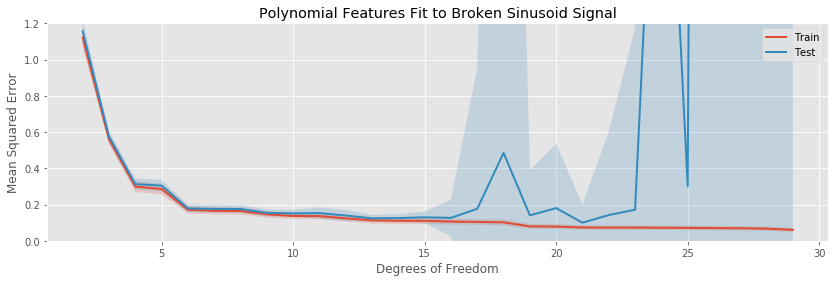 Polynomial Features Fit to Broken Sinusoid Signal
Mean Squared Error
1.2
1.0
0.8
0.6
0.4
0.2
0.0
Train
Test
5
10
15
20
25
30
Degrees of Freedom